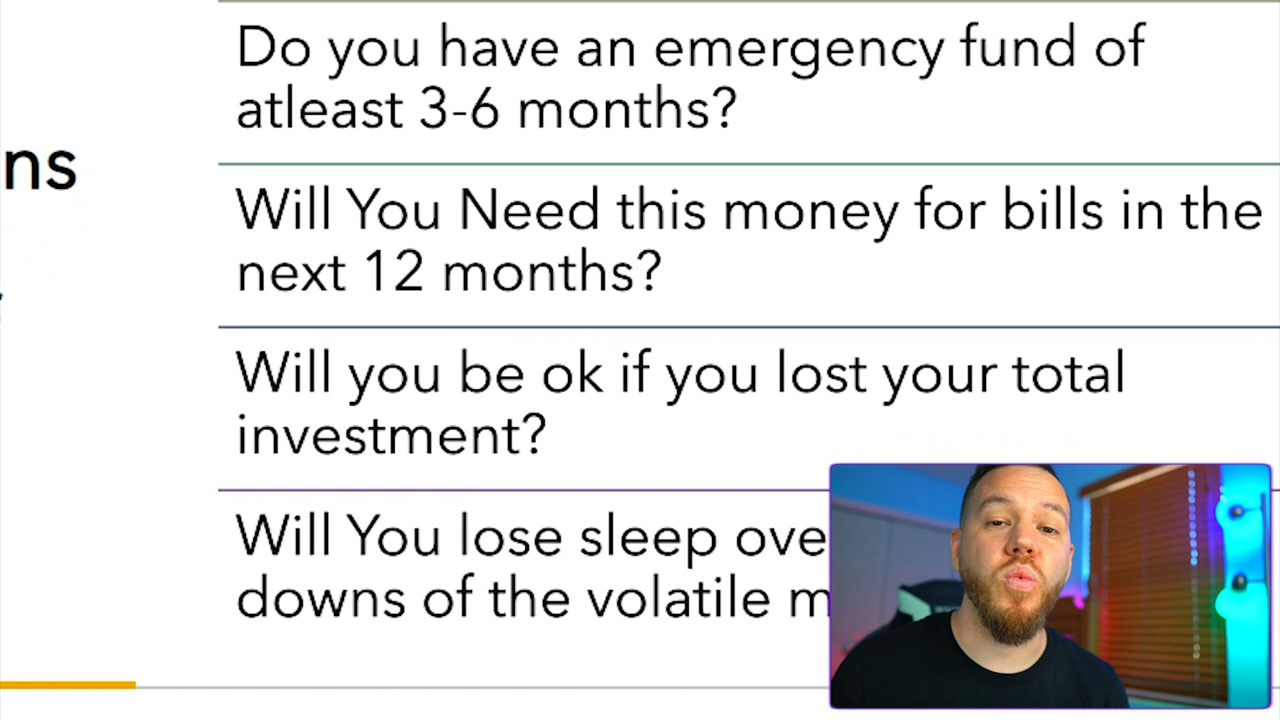 Do you have an emergency fund of
atleast 3-6 months?
ns
Will You Need this money for bills in the
next 12 months?
Will you be ok if you lost your total
investment?
Will You lose sleep ove
downs of the volatile m